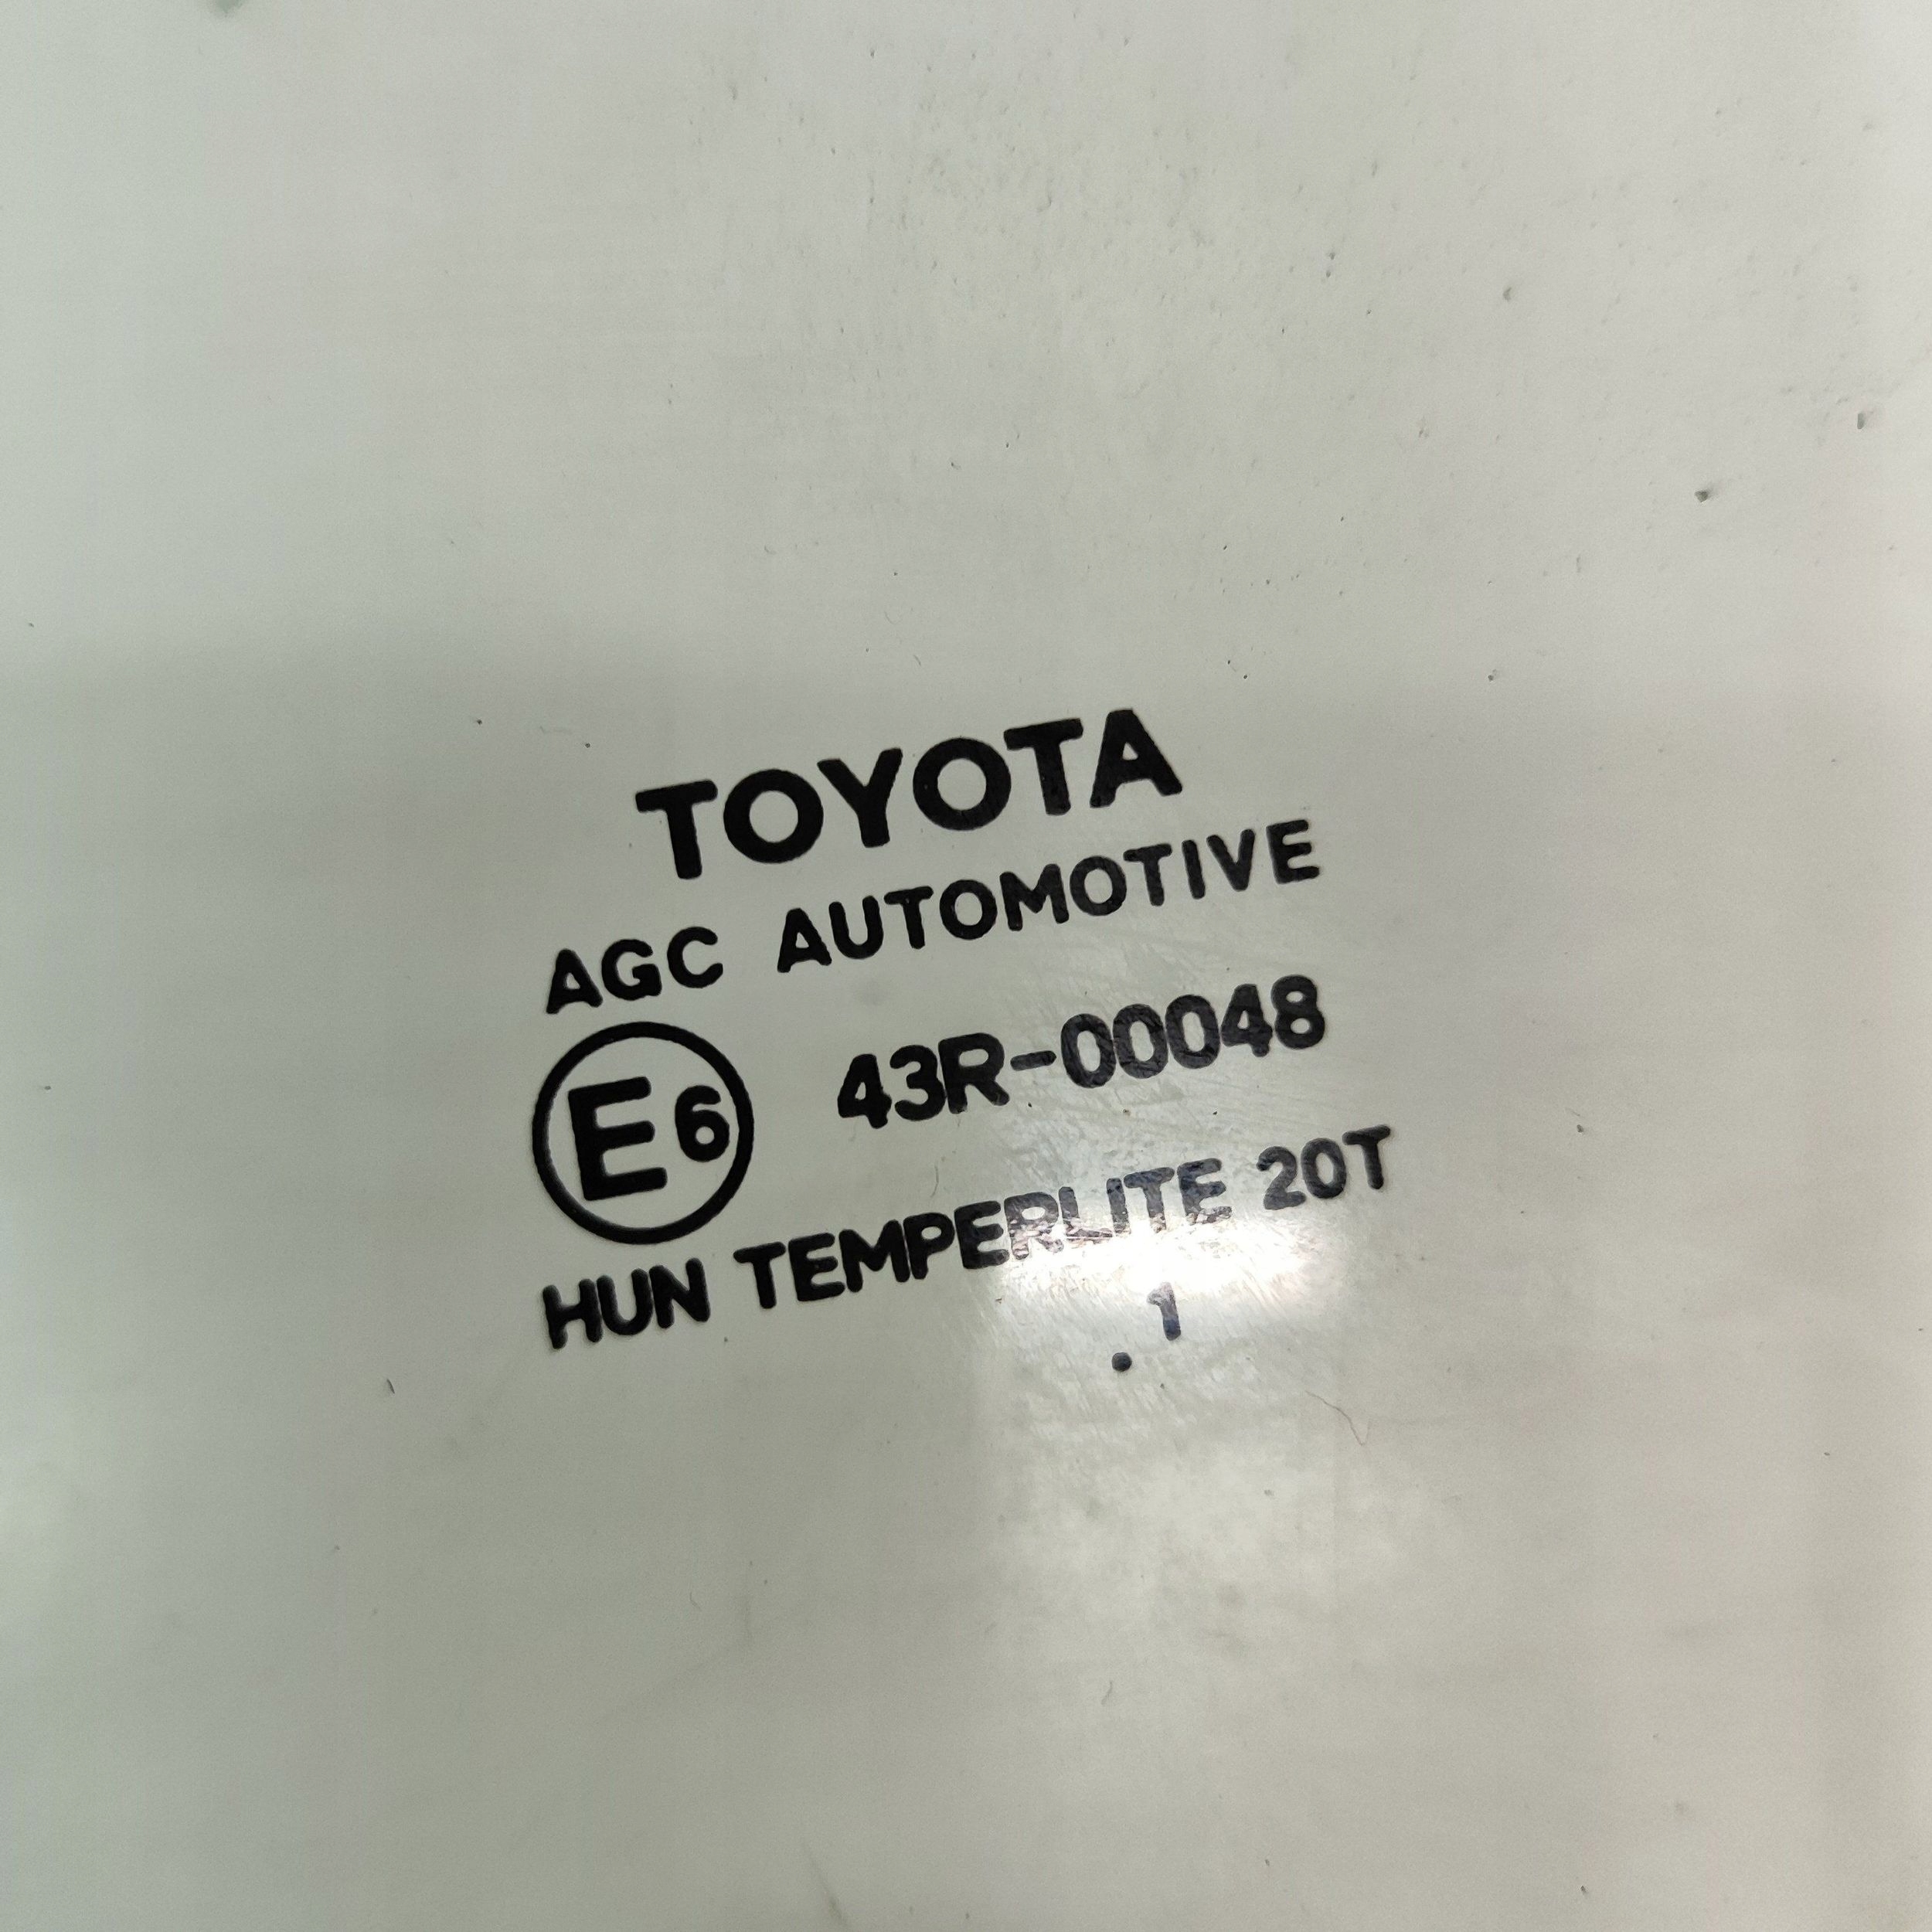 TOYOTA
AGC AUTOMOTIVE
E6 43R-00048
HUN TEMPERLITE 20T
. 1